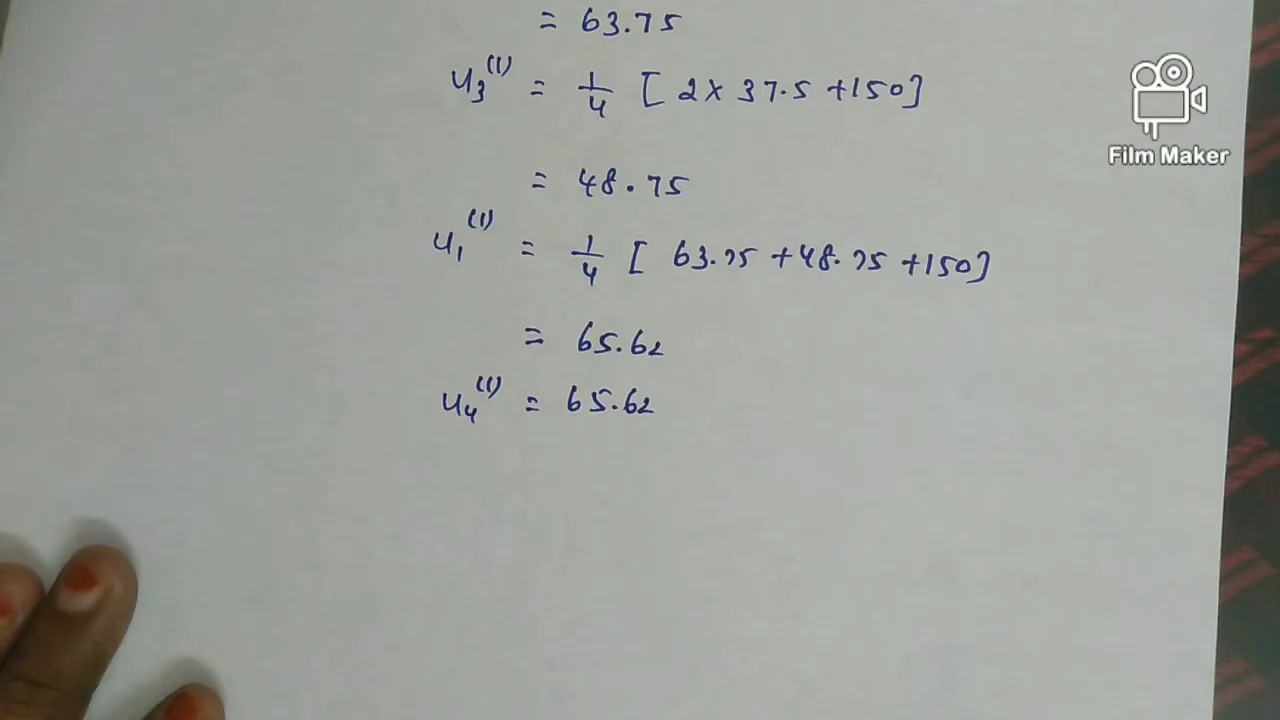 = 63.75
u₃⁽¹⁾ = 1/4 [ 2 x 37.5 +150]
= 48.75
u₁⁽¹⁾ = 1/4 [ 63.75 +48.75 +150]
= 65.62
u₄⁽¹⁾ = 65.62
Film Maker